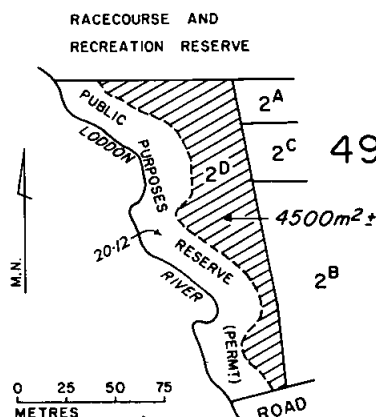 RACECOURSE AND
RECREATION RESERVE
PUBLIC
PURPOSES
RESERVE
(PERMT)
LODDON
RIVER
20·12
2A
2C
49
2D
4500m² ±
2B
M.N.
0 25 50 75
METRES
ROAD